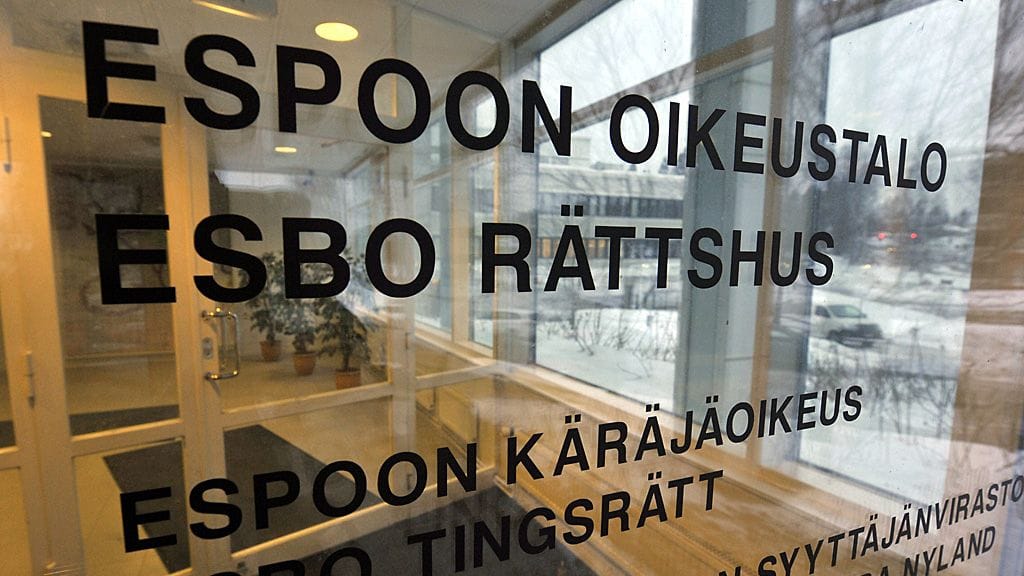 ESPOON OIKEUSTALO
ESBO RÄTTSHUS
ESPOON KÄRÄJÄOIKEUS
TINGSRÄTT
SYYTTÄJÄNVIRASTO
NYLAND